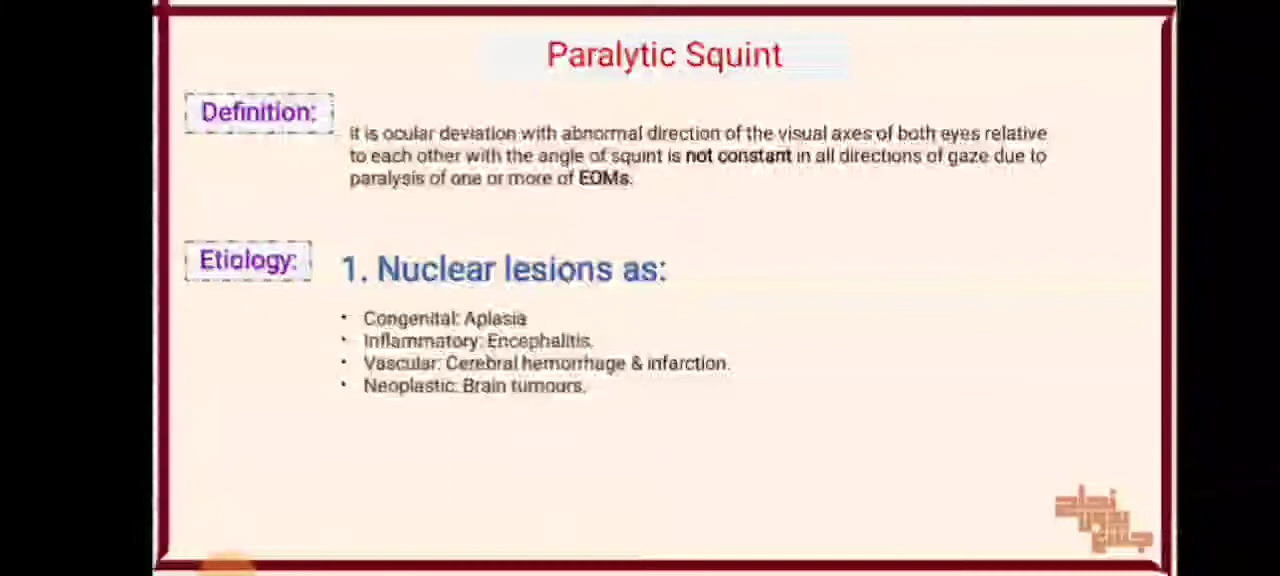 Paralytic Squint
Definition:
It is ocular deviation with abnormal direction of the visual axes of both eyes relative
to each other with the angle of squint is not constant in all directions of gaze due to
paralysis of one or more of EOMs.
Etiology:
1. Nuclear lesions as:
• Congenital: Aplasia
• Inflammatory: Encephalitis.
• Vascular: Cerebral hemorrhage & infarction.
• Neoplastic: Brain tumours.